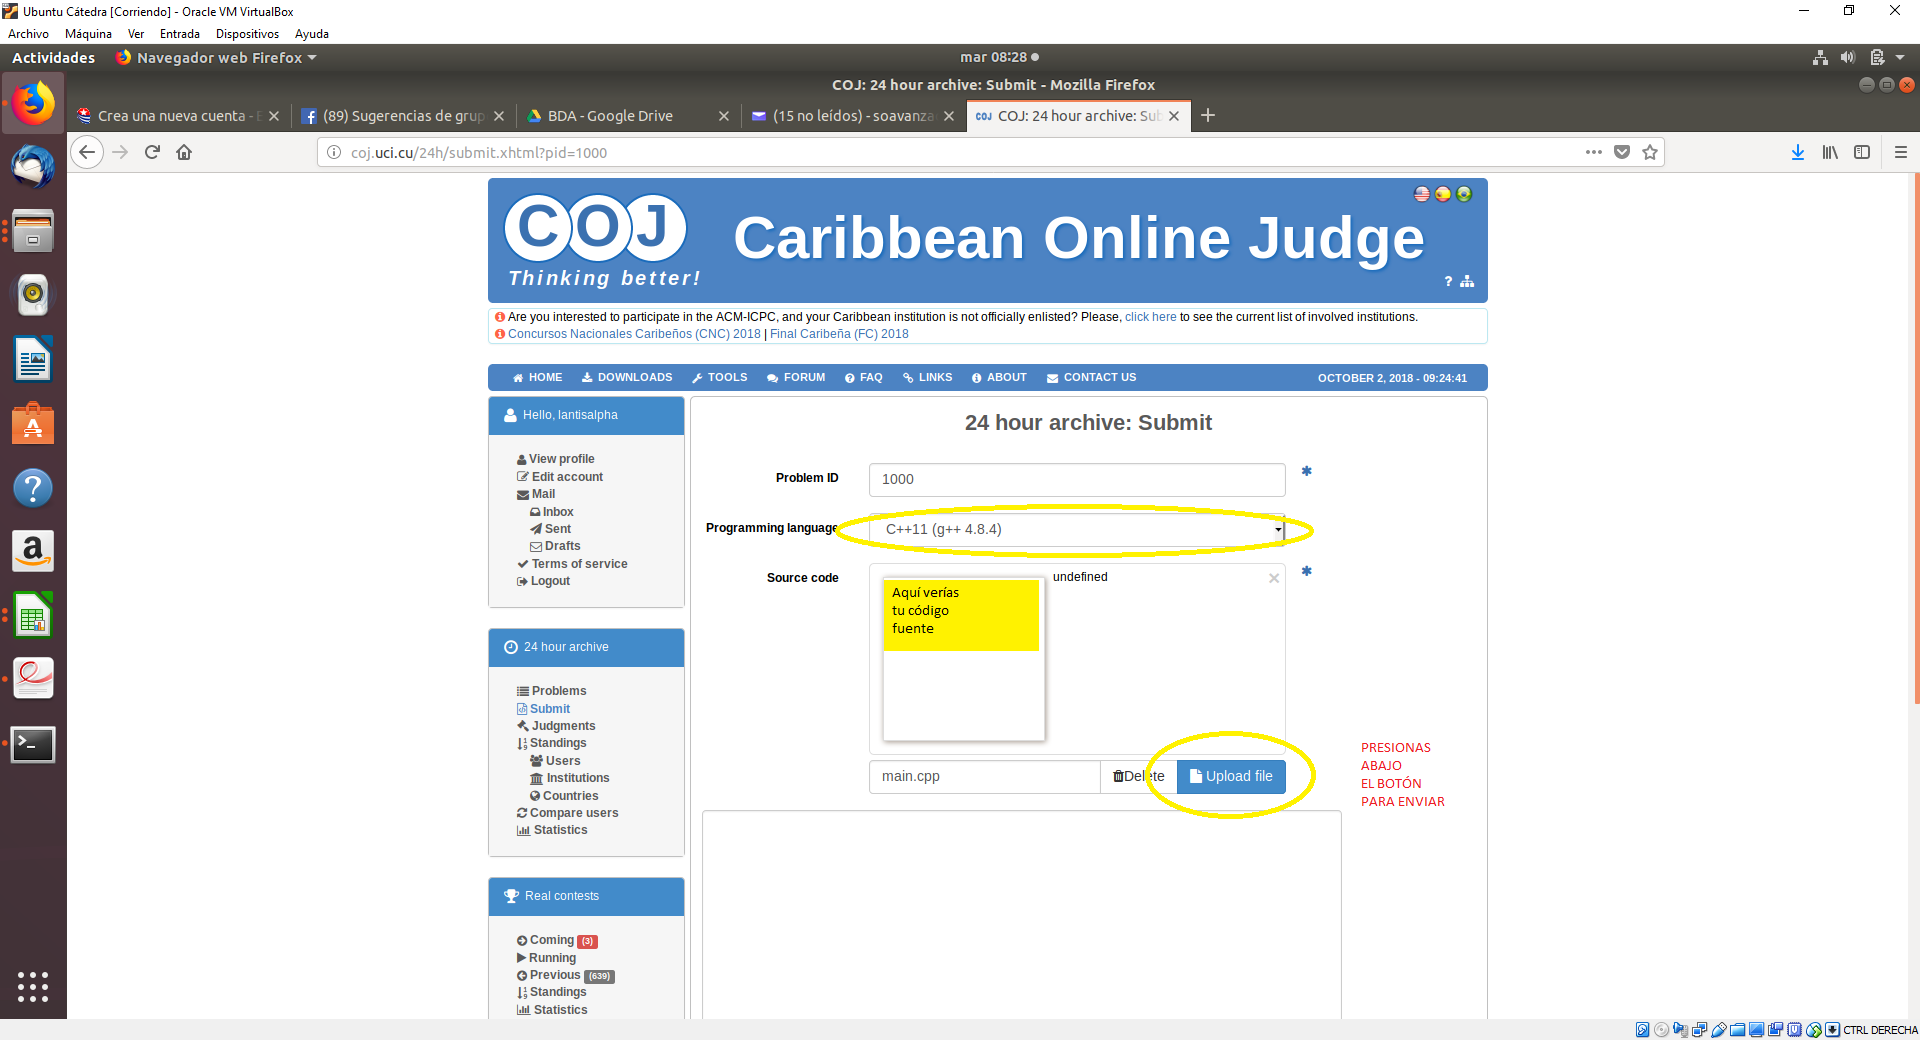 Ubuntu Cátedra [Corriendo] - Oracle VM VirtualBox
Archivo Máquina Ver Entrada Dispositivos Ayuda
Actividades Navegador web Firefox mar 08:28
COJ: 24 hour archive: Submit - Mozilla Firefox
Crea una nueva cuenta - E (89) Sugerencias de grup BDA - Google Drive (15 no leídos) - soavanza COJ COJ: 24 hour archive: Sub
coj.uci.cu/24h/submit.xhtml?pid=1000
COJ
Caribbean Online Judge
Thinking better!
Are you interested to participate in the ACM-ICPC, and your Caribbean institution is not officially enlisted? Please, click here to see the current list of involved institutions.
Concursos Nacionales Caribeños (CNC) 2018 | Final Caribeña (FC) 2018
HOME DOWNLOADS TOOLS FORUM FAQ LINKS ABOUT CONTACT US OCTOBER 2, 2018 - 09:24:41
Hello, lantisalpha
View profile
Edit account
Mail
Inbox
Sent
Drafts
Terms of service
Logout
24 hour archive
Problems
Submit
Judgments
Standings
Users
Institutions
Countries
Compare users
Statistics
Real contests
Coming (3)
Running
Previous (639)
Standings
Statistics
24 hour archive: Submit
Problem ID 1000 *
Programming language C++11 (g++ 4.8.4)
Source code undefined × *
Aquí verías
tu código
fuente
main.cpp Delete Upload file
PRESIONAS
ABAJO
EL BOTÓN
PARA ENVIAR
CTRL DERECHA